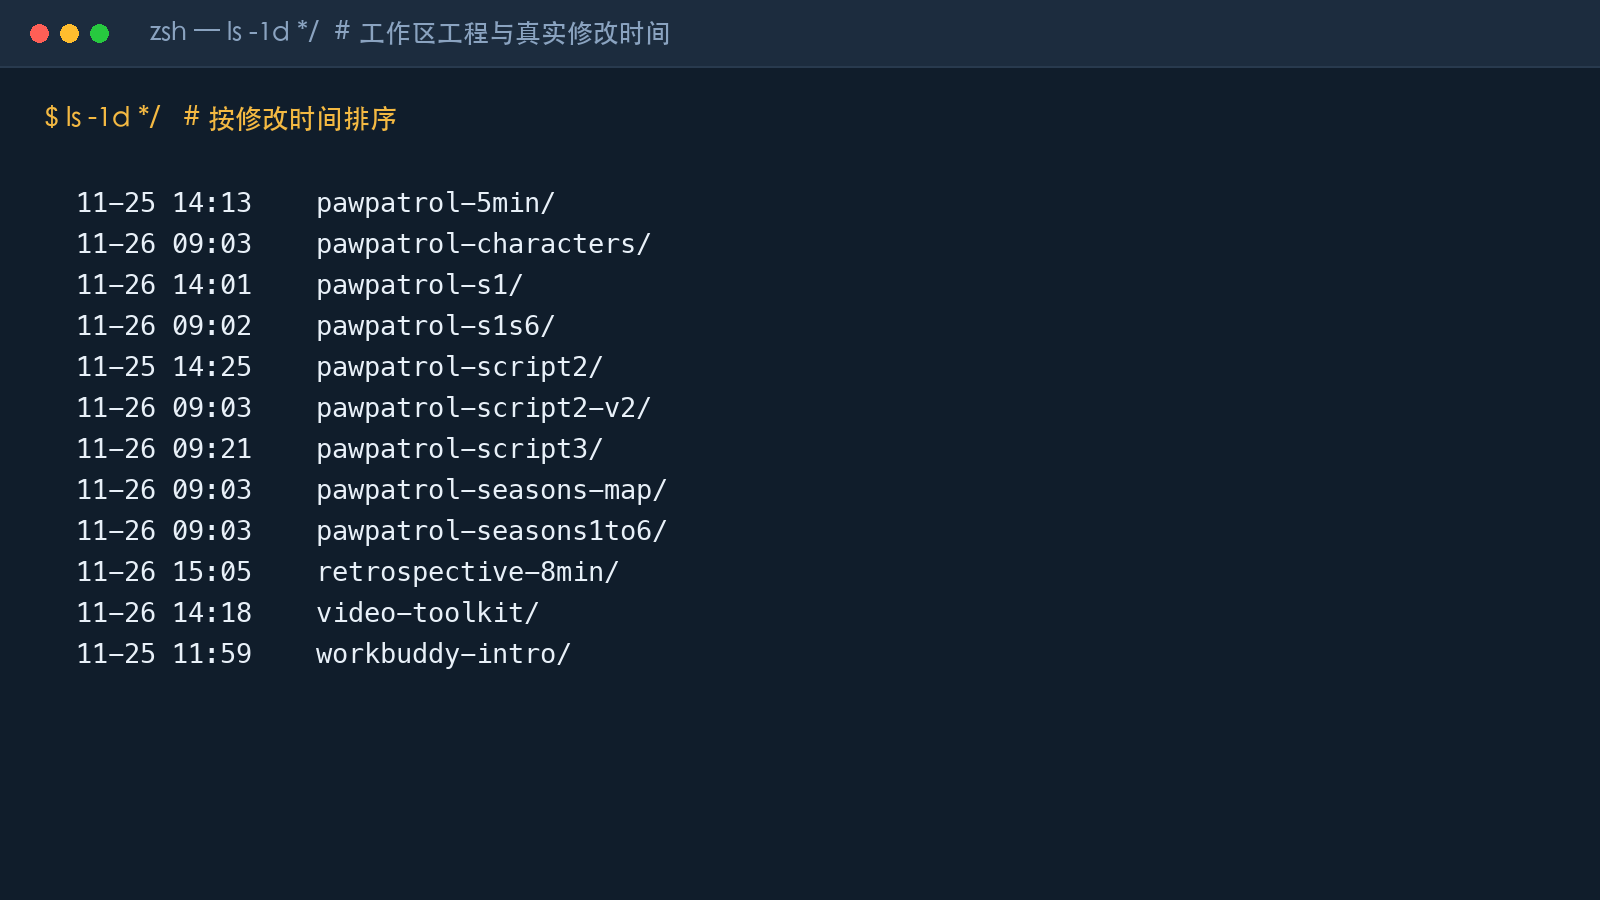 zsh — ls -1d */  # 工作区工程与真实修改时间
$ ls -1d */   # 按修改时间排序
11-25 14:13    pawpatrol-5min/
11-26 09:03    pawpatrol-characters/
11-26 14:01    pawpatrol-s1/
11-26 09:02    pawpatrol-s1s6/
11-25 14:25    pawpatrol-script2/
11-26 09:03    pawpatrol-script2-v2/
11-26 09:21    pawpatrol-script3/
11-26 09:03    pawpatrol-seasons-map/
11-26 09:03    pawpatrol-seasons1to6/
11-26 15:05    retrospective-8min/
11-26 14:18    video-toolkit/
11-25 11:59    workbuddy-intro/